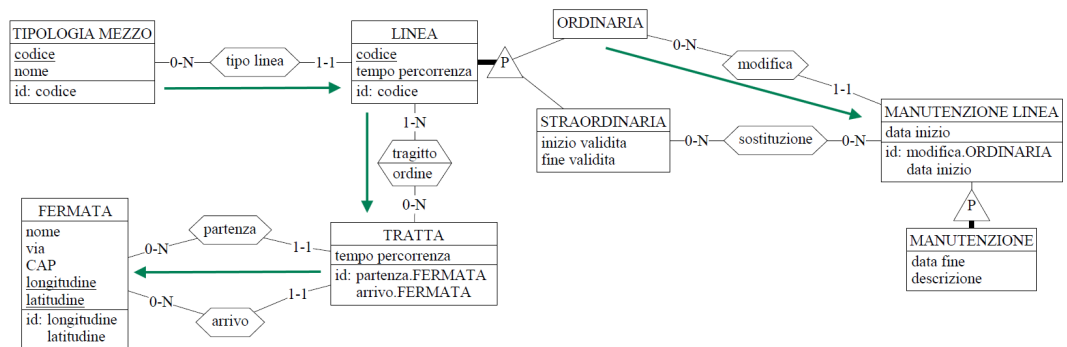 TIPOLOGIA MEZZO
codice
nome
id: codice
0-N
tipo linea
1-1
LINEA
codice
tempo percorrenza
id: codice
P
ORDINARIA
0-N
modifica
1-1
STRAORDINARIA
inizio validita
fine validita
0-N
sostituzione
0-N
MANUTENZIONE LINEA
data inizio
id: modifica.ORDINARIA
data inizio
P
MANUTENZIONE
data fine
descrizione
1-N
tragitto
ordine
0-N
TRATTA
tempo percorrenza
id: partenza.FERMATA
arrivo.FERMATA
FERMATA
nome
via
CAP
longitudine
latitudine
id: longitudine
latitudine
0-N
partenza
1-1
0-N
arrivo
1-1